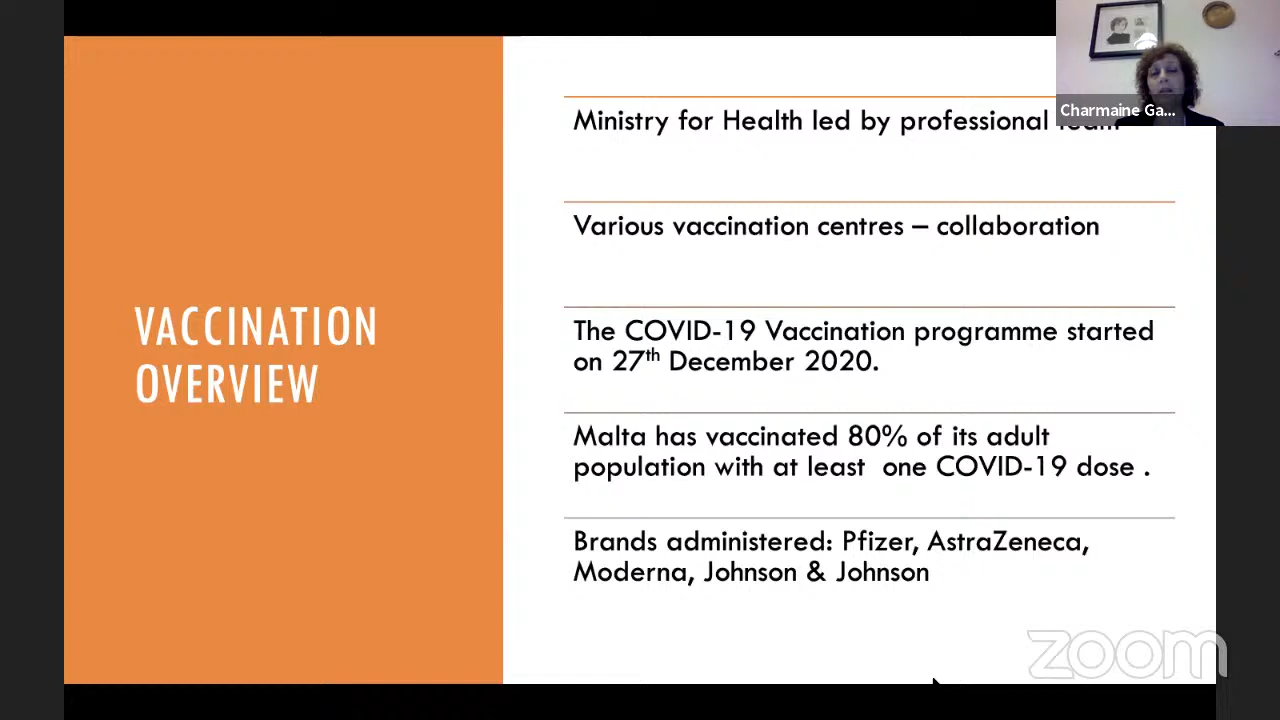 Charmaine Ga...
Ministry for Health led by professional team
Various vaccination centres – collaboration
VACCINATION
OVERVIEW
The COVID-19 Vaccination programme started
on 27th December 2020.
Malta has vaccinated 80% of its adult
population with at least  one COVID-19 dose .
Brands administered: Pfizer, AstraZeneca,
Moderna, Johnson & Johnson
zoom